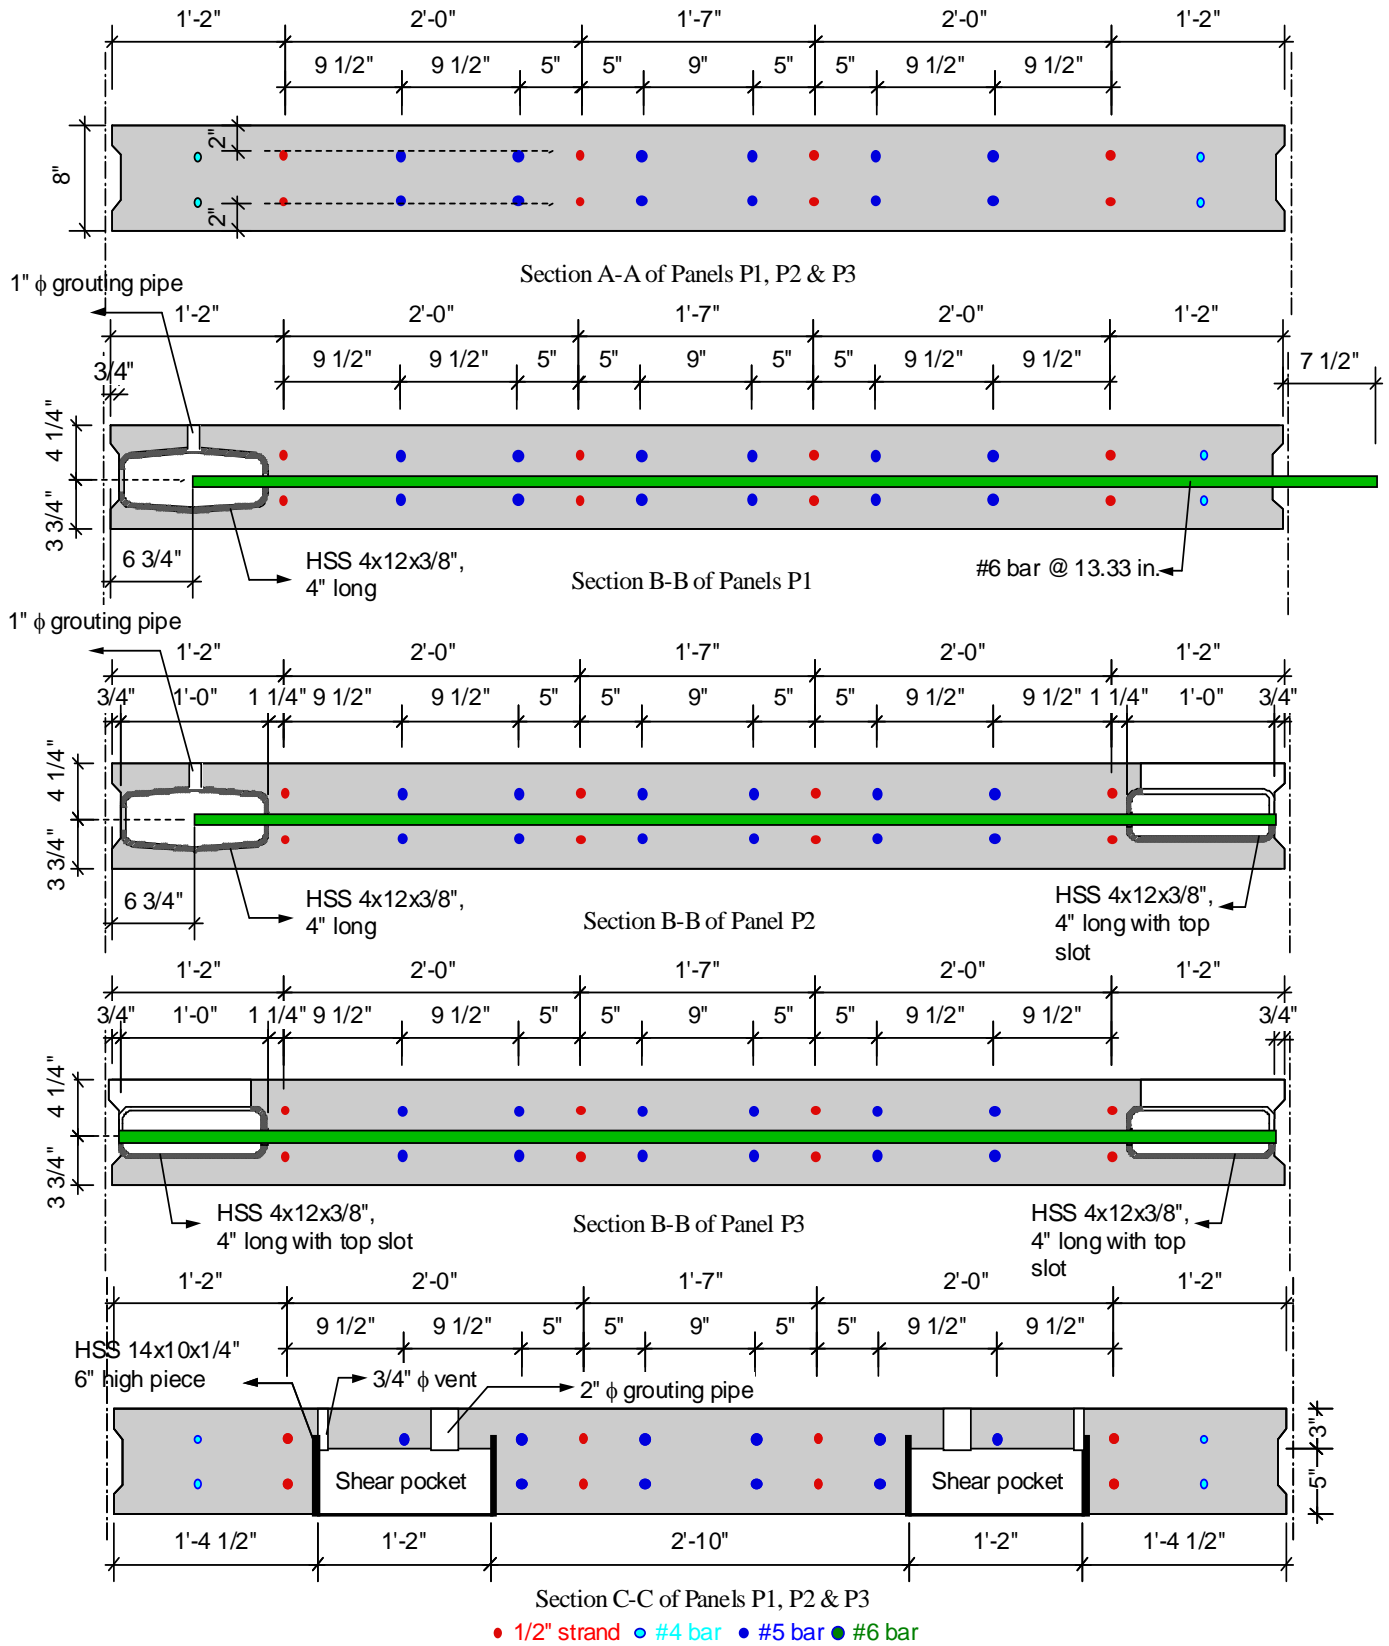 1'-2" 2'-0" 1'-7" 2'-0" 1'-2"
9 1/2" 9 1/2" 5" 5" 9" 5" 5" 9 1/2" 9 1/2"
2"
8"
2"
Section A-A of Panels P1, P2 & P3
1" ϕ grouting pipe
1'-2" 2'-0" 1'-7" 2'-0" 1'-2"
9 1/2" 9 1/2" 5" 5" 9" 5" 5" 9 1/2" 9 1/2" 7 1/2"
3/4"
4 1/4"
3 3/4"
6 3/4"
HSS 4x12x3/8",
4" long
Section B-B of Panels P1
#6 bar @ 13.33 in.
1" ϕ grouting pipe
1'-2" 2'-0" 1'-7" 2'-0" 1'-2"
3/4" 1'-0" 1 1/4" 9 1/2" 9 1/2" 5" 5" 9" 5" 5" 9 1/2" 9 1/2" 1 1/4" 1'-0" 3/4"
4 1/4"
3 3/4"
6 3/4"
HSS 4x12x3/8",
4" long
Section B-B of Panel P2
HSS 4x12x3/8",
4" long with top
slot
1'-2" 2'-0" 1'-7" 2'-0" 1'-2"
3/4" 1'-0" 1 1/4" 9 1/2" 9 1/2" 5" 5" 9" 5" 5" 9 1/2" 9 1/2" 3/4"
4 1/4"
3 3/4"
HSS 4x12x3/8",
4" long with top slot
Section B-B of Panel P3
HSS 4x12x3/8",
4" long with top
slot
1'-2" 2'-0" 1'-7" 2'-0" 1'-2"
9 1/2" 9 1/2" 5" 5" 9" 5" 5" 9 1/2" 9 1/2"
HSS 14x10x1/4"
6" high piece
3/4" ϕ vent
2" ϕ grouting pipe
3"
Shear pocket Shear pocket
5"
1'-4 1/2" 1'-2" 2'-10" 1'-2" 1'-4 1/2"
Section C-C of Panels P1, P2 & P3
1/2" strand #4 bar #5 bar #6 bar